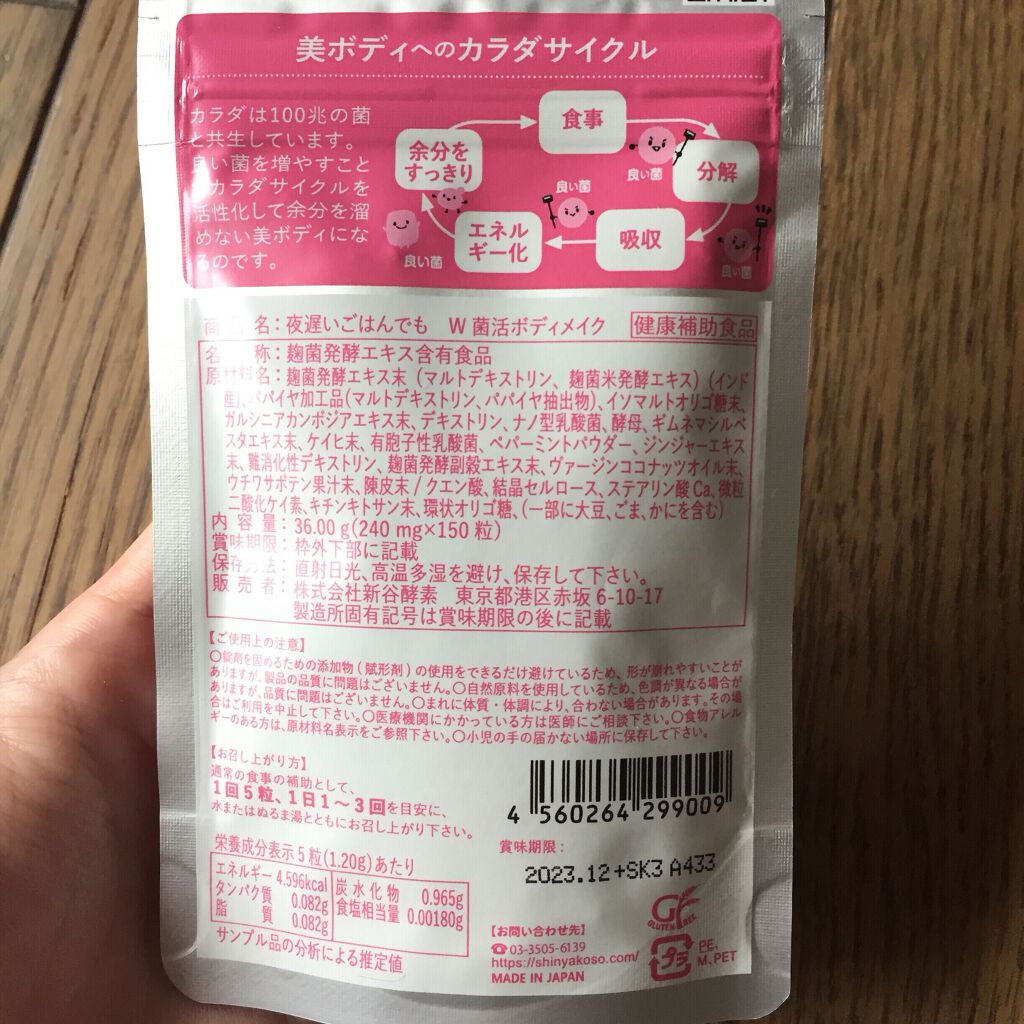 美ボディへのカラダサイクル
カラダは100兆の菌
と共生しています。
良い菌を増やすこと
カラダサイクルを
活性化して余分を溜
めない美ボディにな
るのです。
食事
余分を
すっきり
良い菌
分解
良い菌
エネル
ギー化
吸収
良い菌
良い菌
商品名：夜遅いごはんでも W菌活ボディメイク 健康補助食品
名称：麹菌発酵エキス含有食品
原材料名：麹菌発酵エキス末（マルトデキストリン、麹菌米発酵エキス）（インド
産）、パパイヤ加工品（マルトデキストリン、パパイヤ抽出物）、イソマルトオリゴ糖末、
ガルシニアカンボジアエキス末、デキストリン、ナノ型乳酸菌、酵母、ギムネマシルベ
スタエキス末、ケイヒ末、有胞子性乳酸菌、ペパーミントパウダー、ジンジャーエキス
末、難消化性デキストリン、麹菌発酵副穀エキス末、ヴァージンココナッツオイル末、
ウチワサボテン果汁末、陳皮末/クエン酸、結晶セルロース、ステアリン酸Ca、微粒
二酸化ケイ素、キチンキトサン末、環状オリゴ糖、（一部に大豆、ごま、かにを含む）
内容量：36.00g(240mg×150粒)
賞味期限：枠外下部に記載
保存方法：直射日光、高温多湿を避け、保存して下さい。
販売者：株式会社新谷酵素 東京都港区赤坂6-10-17
製造所固有記号は賞味期限の後に記載
【ご使用上の注意】
○錠剤を固めるための添加物(賦形剤)の使用をできるだけ避けているため、形が崩れやすいことが
ありますが、製品の品質に問題はございません。○自然原料を使用しているため、色調が異なる場合が
ありますが、品質に問題はございません。○まれに体質・体調により、合わない場合があります。その場
合はご利用を中止して下さい。○医療機関にかかっている方は医師にご相談下さい。○食物アレル
ギーのある方は、原材料名表示をご参照下さい。○小児の手の届かない場所に保存して下さい。
【お召し上がり方】
通常の食事の補助として、
1回5粒、1日1～3回を目安に、
水またはぬるま湯とともにお召し上がり下さい。
4 560264 299009
賞味期限：
2023.12+SK3 A433
栄養成分表示5粒(1.20g)あたり
エネルギー 4.596kcal 炭水化物 0.965g
タンパク質 0.082g 食塩相当量 0.00180g
脂質 0.082g
サンプル品の分析による推定値
GF
GLUTEN FREE
【お問い合わせ先】
☎03-3505-6139
https://shinyakoso.com/
MADE IN JAPAN
プラ
PE,
M,PET